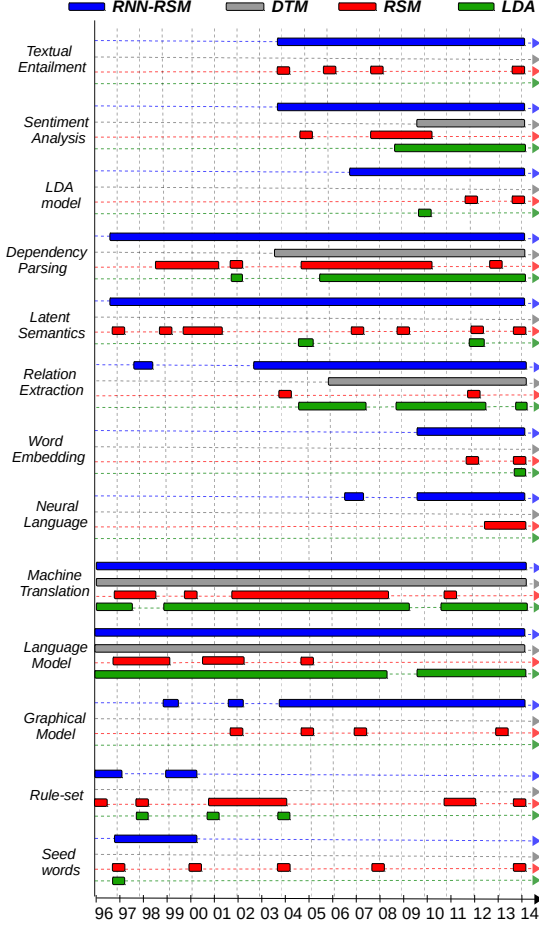 RNN-RSM DTM RSM LDA
Textual
Entailment
Sentiment
Analysis
LDA
model
Dependency
Parsing
Latent
Semantics
Relation
Extraction
Word
Embedding
Neural
Language
Machine
Translation
Language
Model
Graphical
Model
Rule-set
Seed
words
96 97 98 99 00 01 02 03 04 05 06 07 08 09 10 11 12 13 14